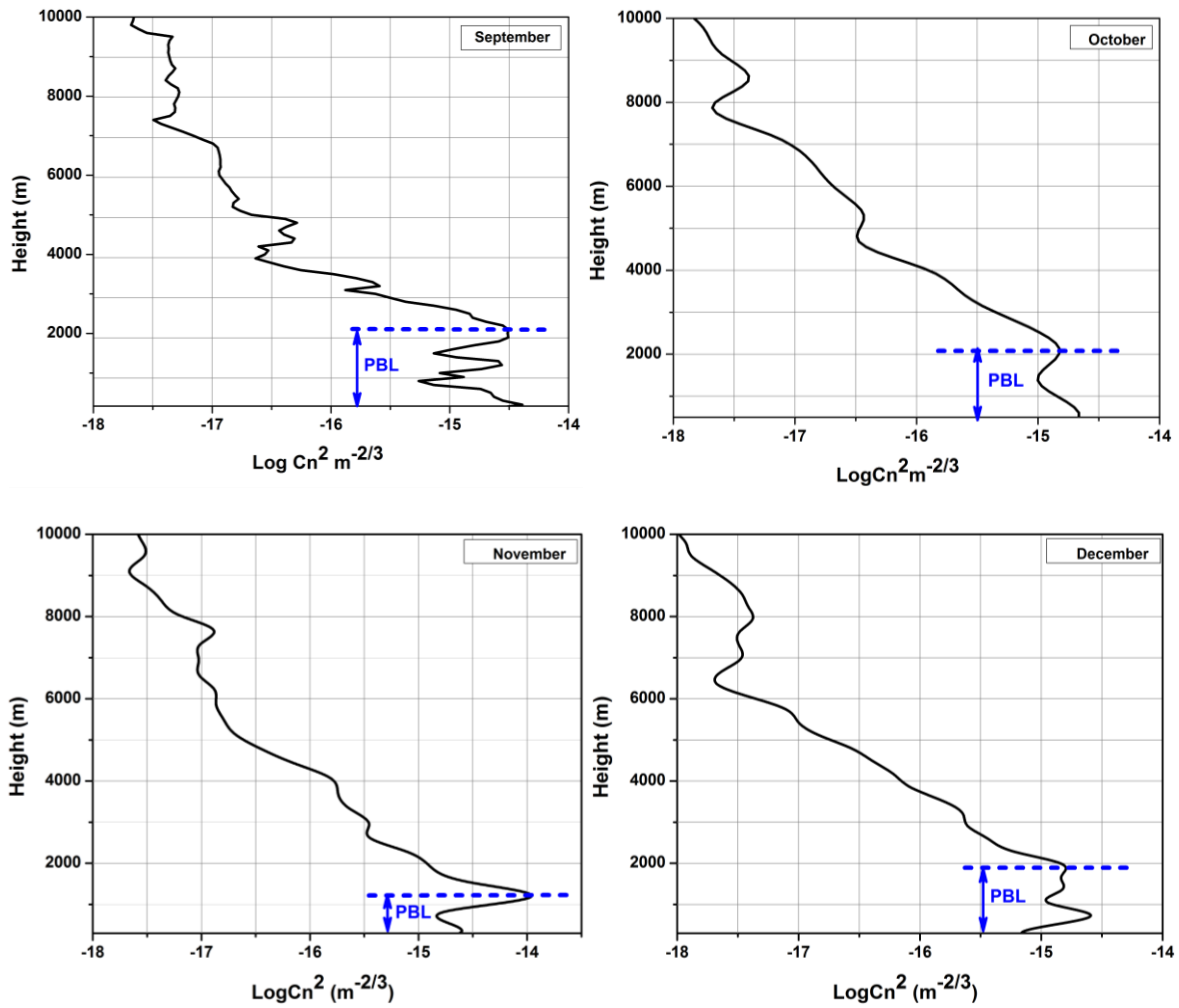 September
10000
8000
6000
4000
2000
Height (m)
PBL
-18
-17
-16
-15
-14
Log Cn² m⁻²/³
October
10000
8000
6000
4000
2000
Height (m)
PBL
-18
-17
-16
-15
-14
LogCn²m⁻²/³
November
10000
8000
6000
4000
2000
Height (m)
PBL
-18
-17
-16
-15
-14
LogCn² (m⁻²/³)
December
10000
8000
6000
4000
2000
Height (m)
PBL
-18
-17
-16
-15
-14
LogCn² (m⁻²/³)